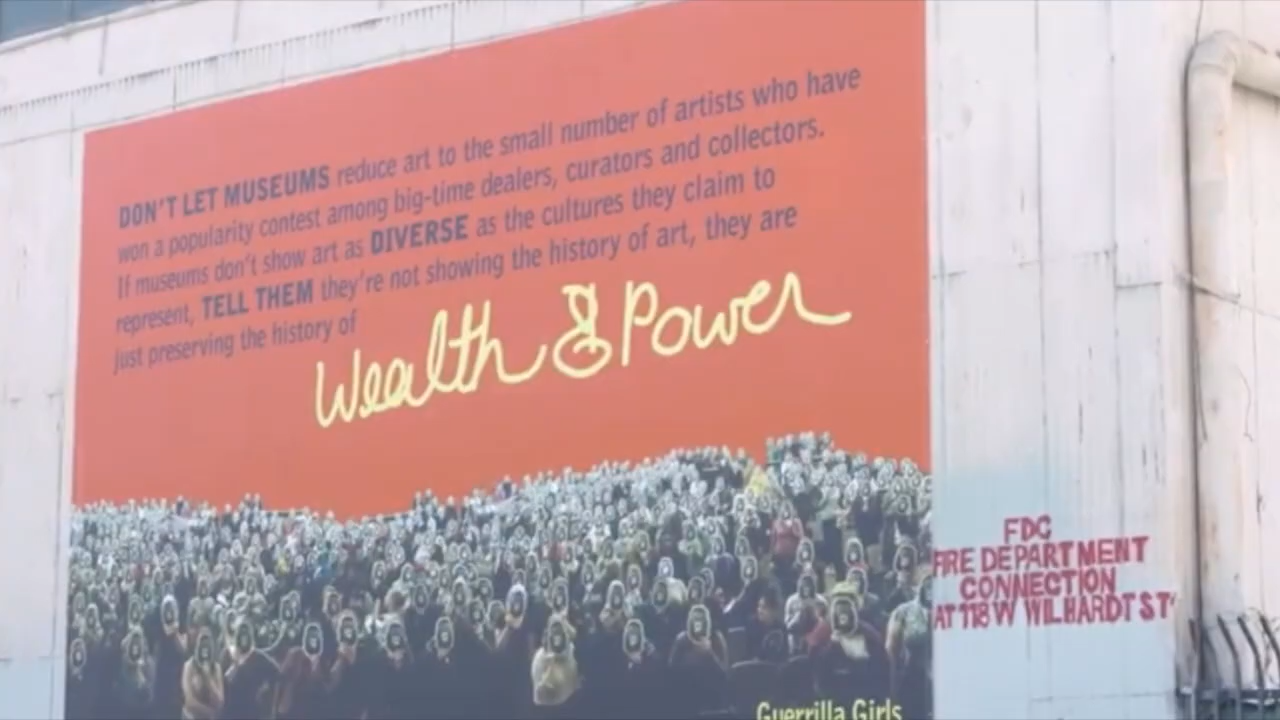 DON'T LET MUSEUMS reduce art to the small number of artists who have
won a popularity contest among big-time dealers, curators and collectors.
If museums don't show art as DIVERSE as the cultures they claim to
represent, TELL THEM they're not showing the history of art, they are
just preserving the history of
Wealth & Power
Guerrilla Girls
FDC
FIRE DEPARTMENT
CONNECTION
AT 118 W WILHARDT ST